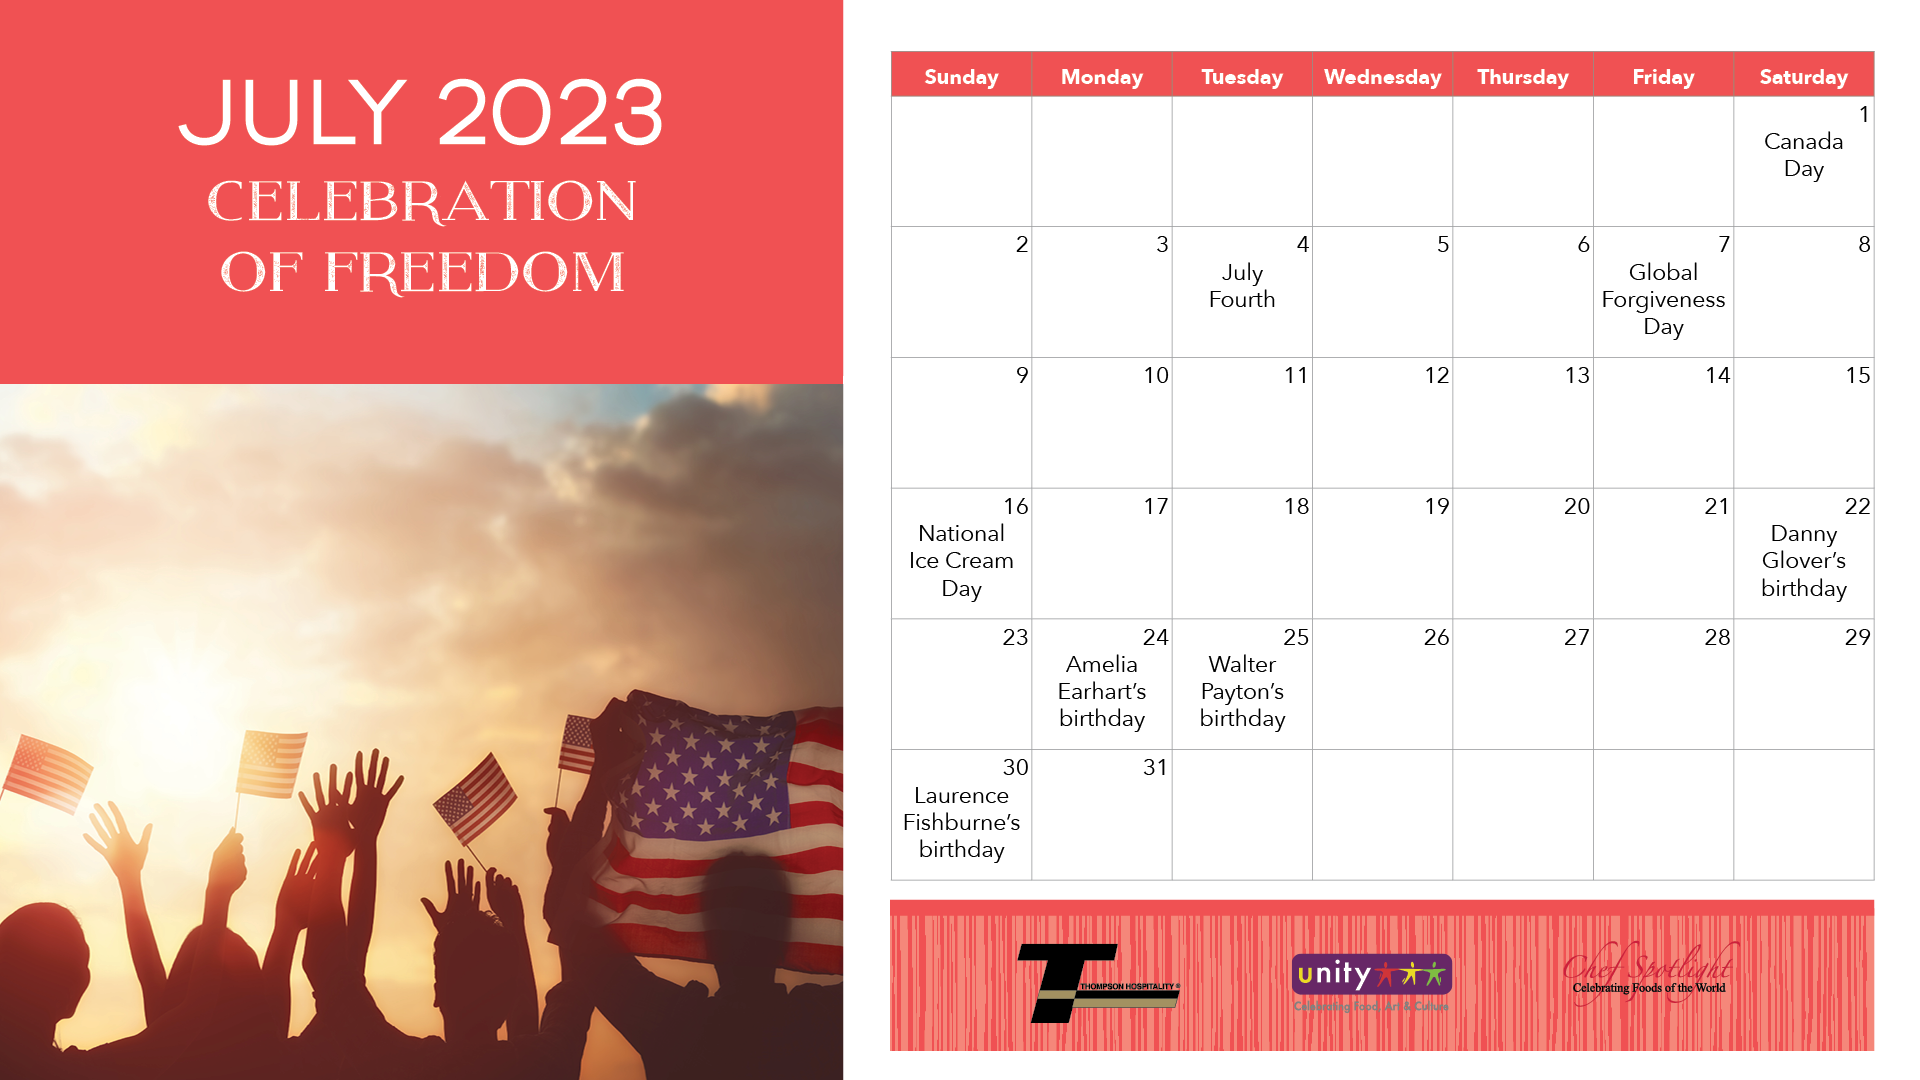 JULY 2023
CELEBRATION
OF FREEDOM
Sunday Monday Tuesday Wednesday Thursday Friday Saturday
1
Canada
Day
2 3 4 5 6 7 8
July
Fourth
Global
Forgiveness
Day
9 10 11 12 13 14 15
16 17 18 19 20 21 22
National
Ice Cream
Day
Danny
Glover’s
birthday
23 24 25 26 27 28 29
Amelia
Earhart’s
birthday
Walter
Payton’s
birthday
30 31
Laurence
Fishburne’s
birthday
THOMPSON HOSPITALITY®
unity
Celebrating Food, Art & Culture
Chef Spotlight
Celebrating Foods of the World